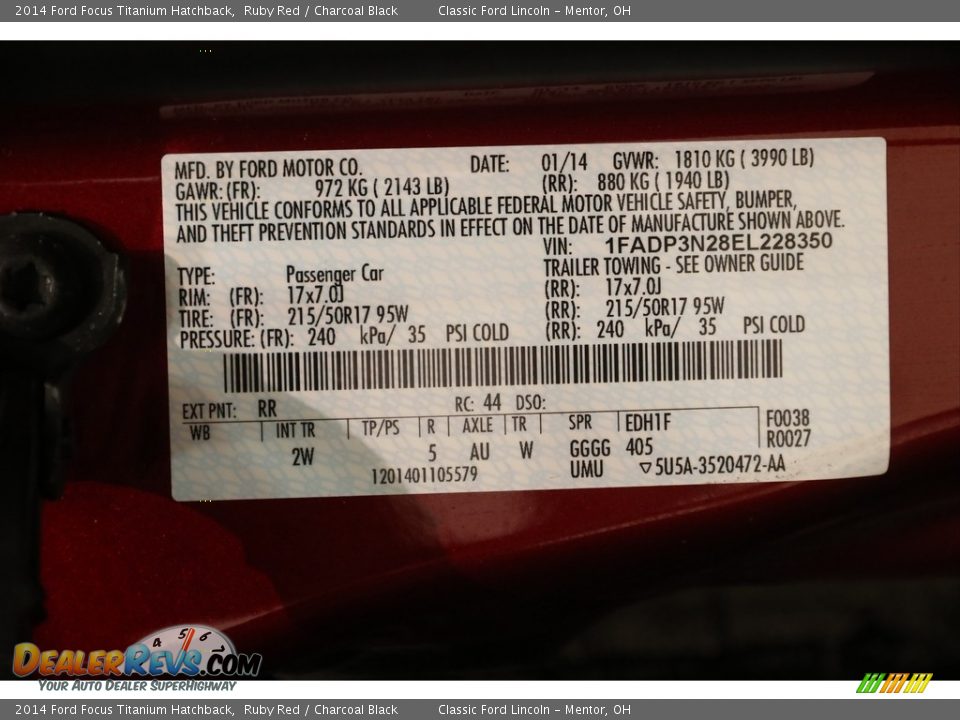 2014 Ford Focus Titanium Hatchback, Ruby Red / Charcoal Black Classic Ford Lincoln – Mentor, OH
MFD. BY FORD MOTOR CO. DATE: 01/14 GVWR: 1810 KG ( 3990 LB)
GAWR: (FR): 972 KG ( 2143 LB) (RR): 880 KG ( 1940 LB)
THIS VEHICLE CONFORMS TO ALL APPLICABLE FEDERAL MOTOR VEHICLE SAFETY, BUMPER,
AND THEFT PREVENTION STANDARDS IN EFFECT ON THE DATE OF MANUFACTURE SHOWN ABOVE.
VIN: 1FADP3N28EL228350
TYPE: Passenger Car TRAILER TOWING - SEE OWNER GUIDE
RIM: (FR): 17x7.0J (RR): 17x7.0J
TIRE: (FR): 215/50R17 95W (RR): 215/50R17 95W
PRESSURE: (FR): 240 kPa/ 35 PSI COLD (RR): 240 kPa/ 35 PSI COLD
EXT PNT: RR RC: 44 DSO:
WB INT TR TP/PS R AXLE TR SPR EDH1F F0038
2W 5 AU W GGGG 405 R0027
1201401105579 UMU ▽5U5A-3520472-AA
4 5 6
DEALERREVS.COM
YOUR AUTO DEALER SUPERHIGHWAY
2014 Ford Focus Titanium Hatchback, Ruby Red / Charcoal Black Classic Ford Lincoln – Mentor, OH